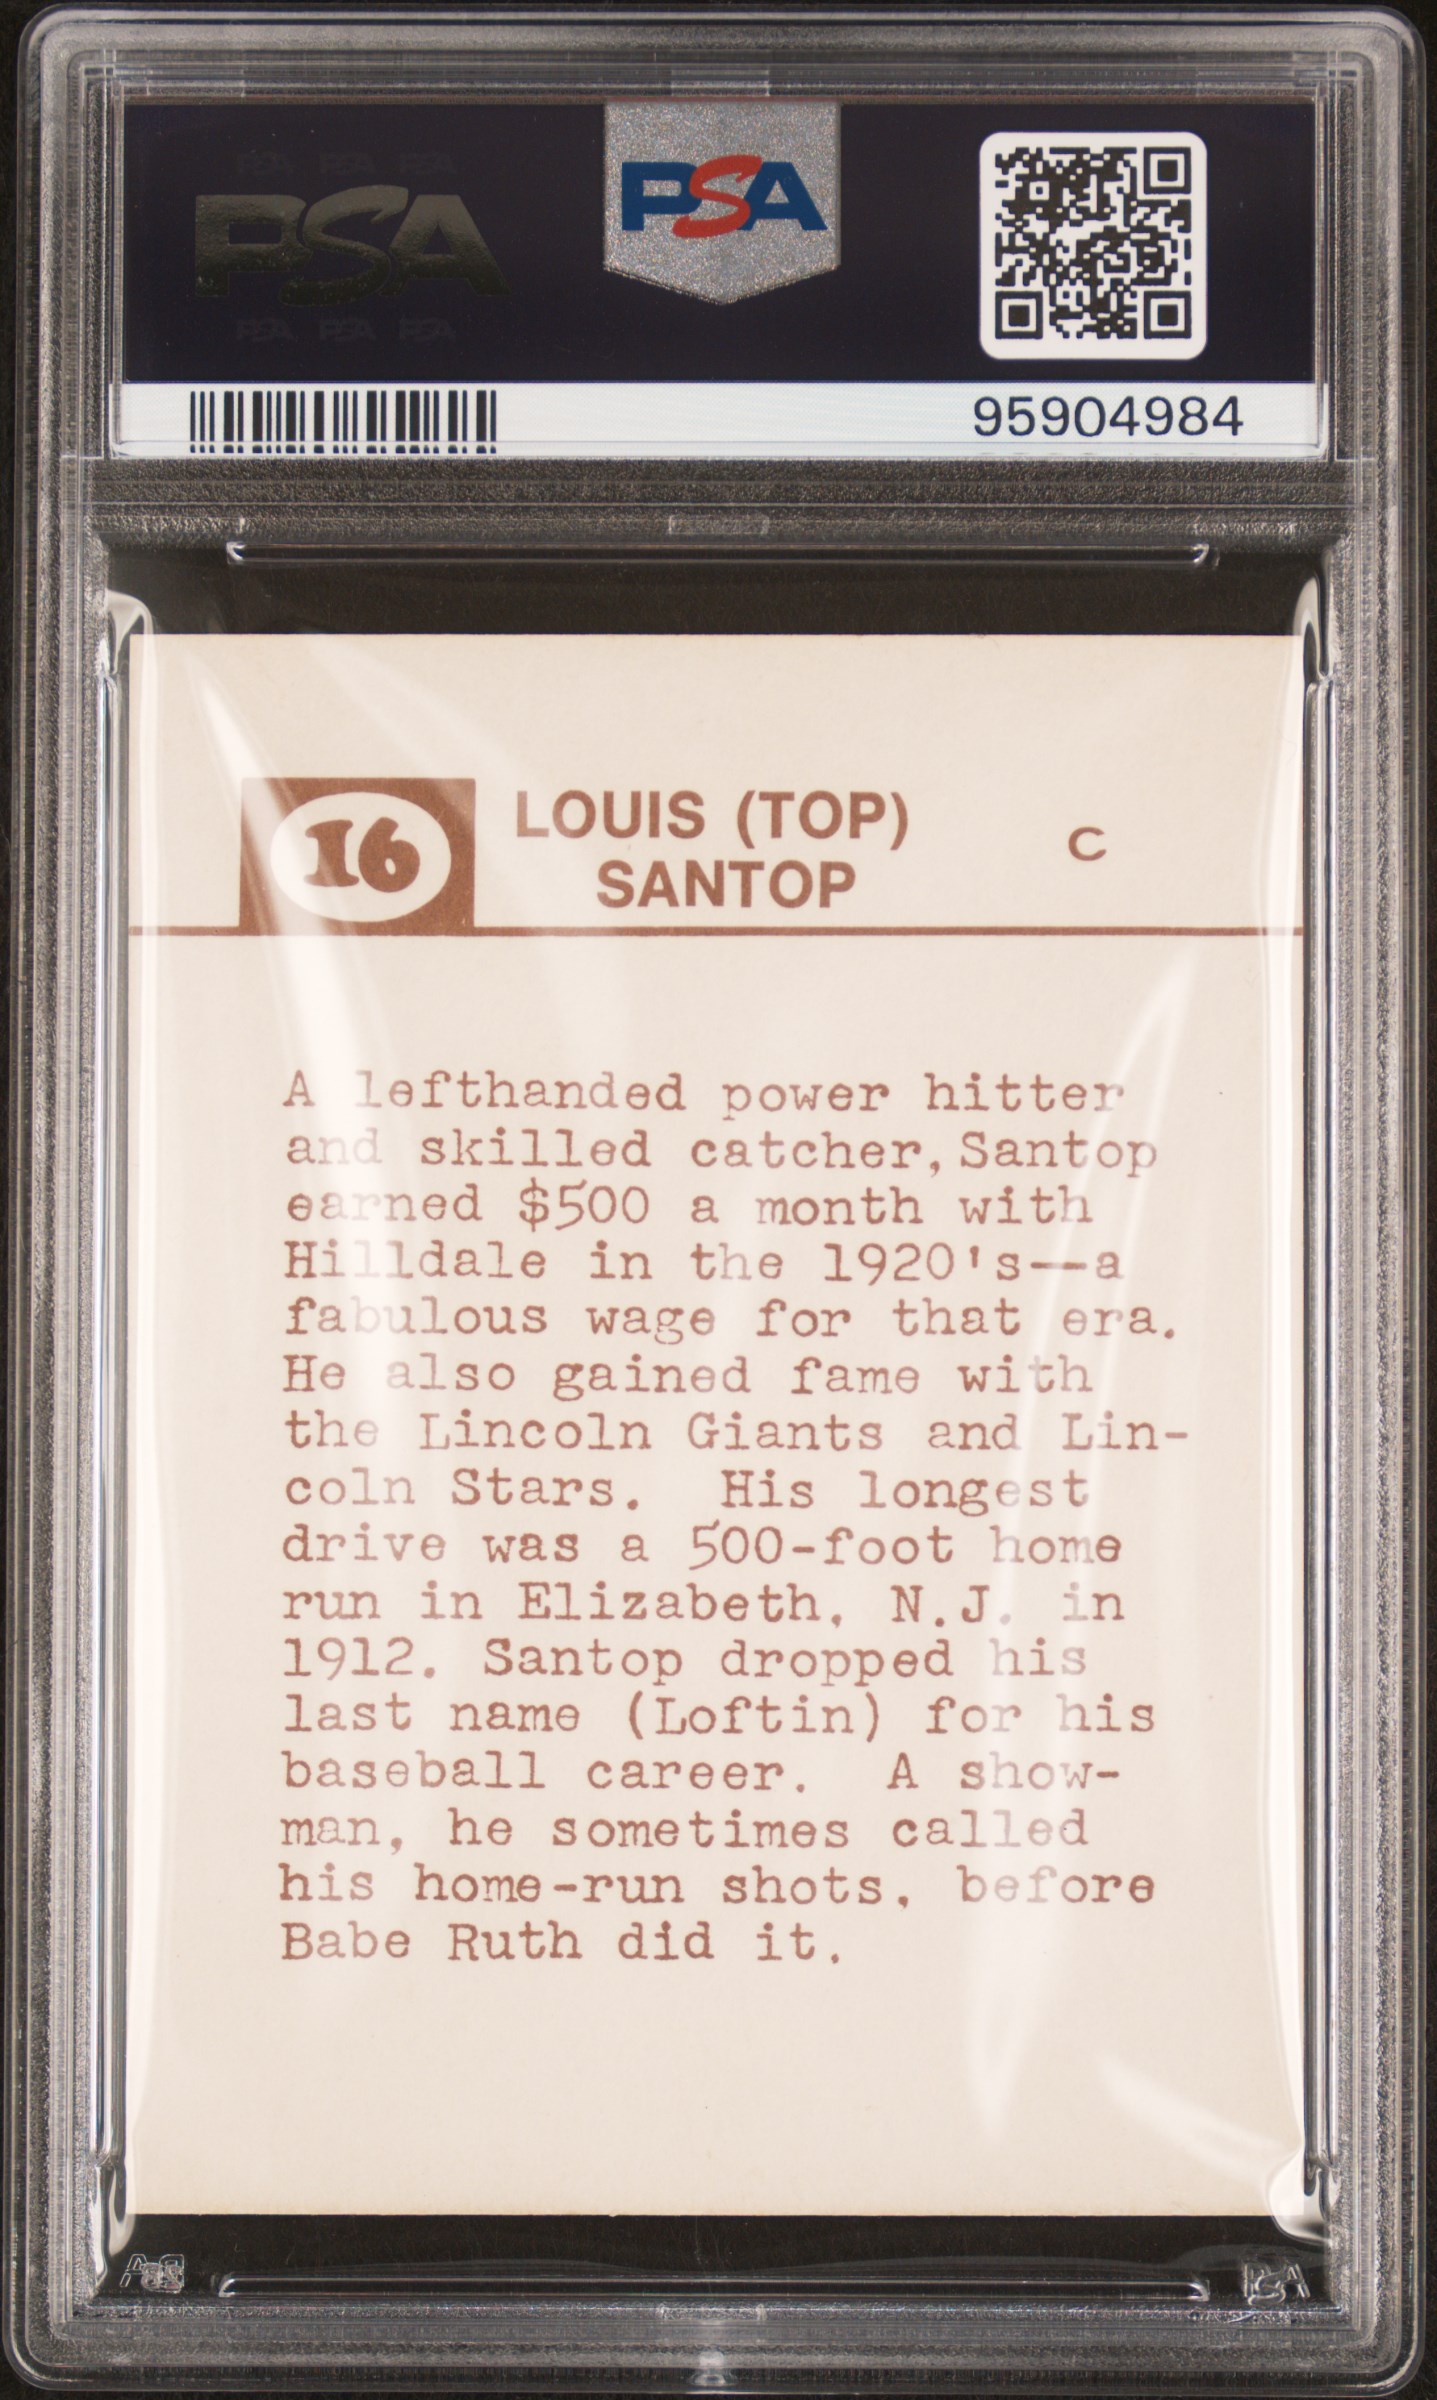 PSA
PSA
95904984
16
LOUIS (TOP)
SANTOP
C
A lefthanded power hitter
and skilled catcher, Santop
earned $500 a month with
Hilldale in the 1920's—a
fabulous wage for that era.
He also gained fame with
the Lincoln Giants and Lin-
coln Stars. His longest
drive was a 500-foot home
run in Elizabeth, N.J. in
1912. Santop dropped his
last name (Loftin) for his
baseball career. A show-
man, he sometimes called
his home-run shots, before
Babe Ruth did it.
PSA
PSA